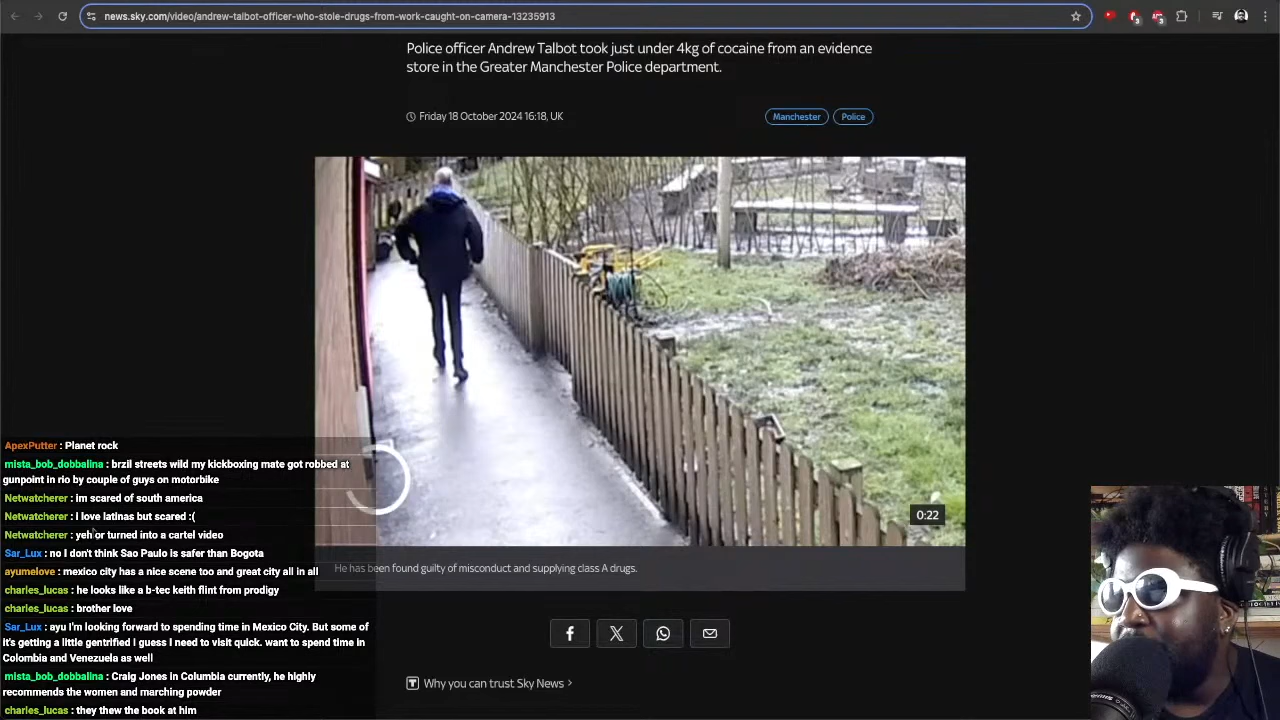 news.sky.com/video/andrew-talbot-officer-who-stole-drugs-from-work-caught-on-camera-13235913
Police officer Andrew Talbot took just under 4kg of cocaine from an evidence
store in the Greater Manchester Police department.
Friday 18 October 2024 16:18, UK
Manchester
Police
0:22
He has been found guilty of misconduct and supplying class A drugs.
Why you can trust Sky News >
ApexPutter : Planet rock
mista_bob_dobbalina : brzil streets wild my kickboxing mate got robbed at
gunpoint in rio by couple of guys on motorbike
Netwatcherer : im scared of south america
Netwatcherer : i love latinas but scared :(
Netwatcherer : yeh or turned into a cartel video
Sar_Lux : no I don't think Sao Paulo is safer than Bogota
ayumelove : mexico city has a nice scene too and great city all in all
charles_lucas : he looks like a b-tec keith flint from prodigy
charles_lucas : brother love
Sar_Lux : ayu I'm looking forward to spending time in Mexico City. But some of
it's getting a little gentrified i guess I need to visit quick. want to spend time in
Colombia and Venezuela as well
mista_bob_dobbalina : Craig Jones in Columbia currently, he highly
recommends the women and marching powder
charles_lucas : they thew the book at him